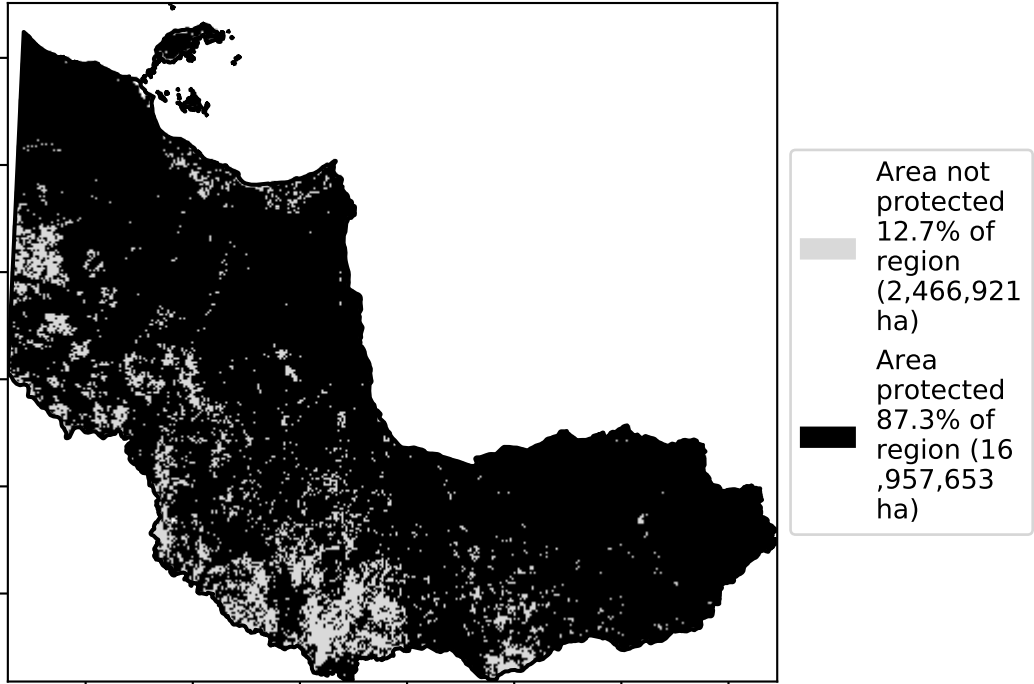 Area not
protected
12.7% of
region
(2,466,921
ha)
Area
protected
87.3% of
region (16
,957,653
ha)